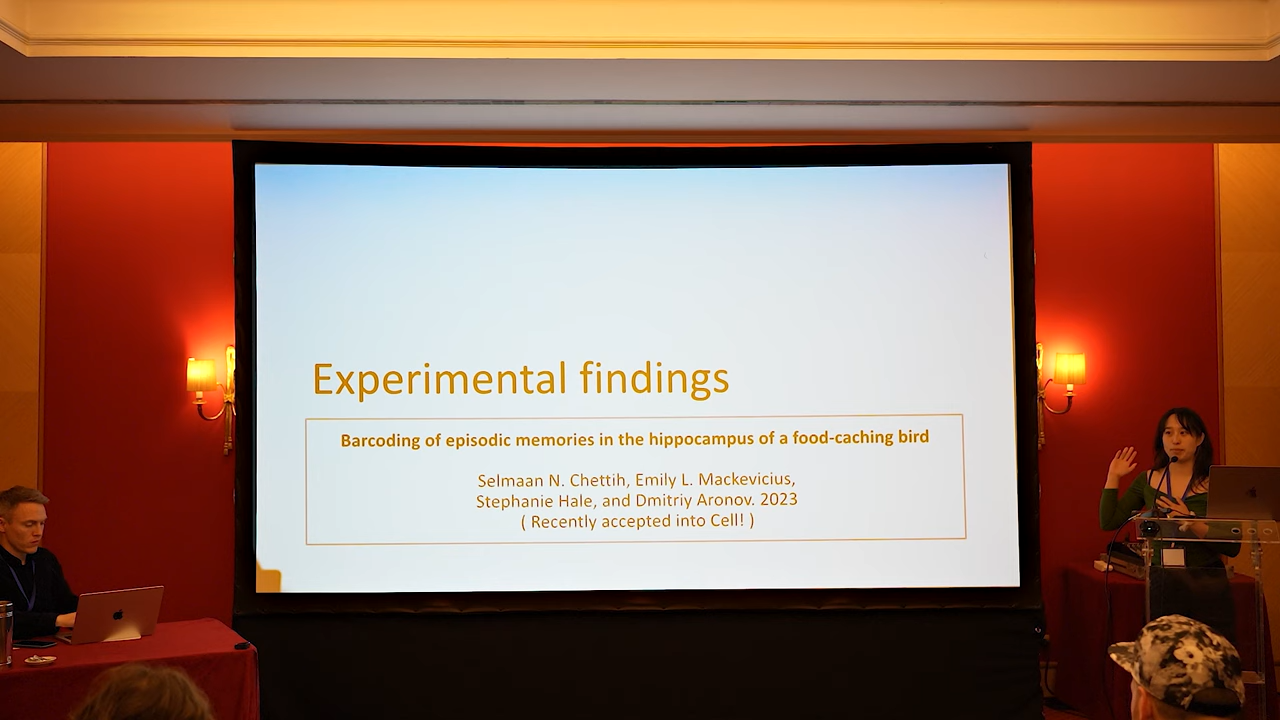 Experimental findings
Barcoding of episodic memories in the hippocampus of a food-caching bird
Selmaan N. Chettih, Emily L. Mackevicius,
Stephanie Hale, and Dmitriy Aronov. 2023
( Recently accepted into Cell! )